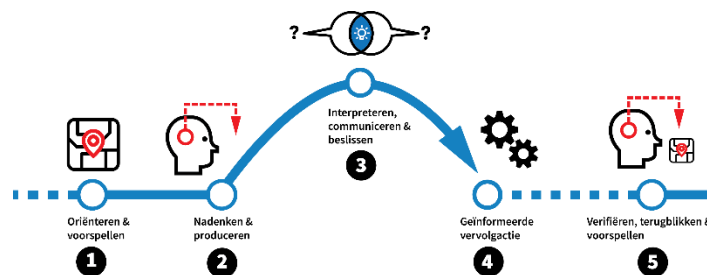 ?
?
Oriënteren &
voorspellen
1
Nadenken &
produceren
2
Interpreteren,
communiceren &
beslissen
3
Geïnformeerde
vervolgactie
4
Verifiëren, terugblikken &
voorspellen
5